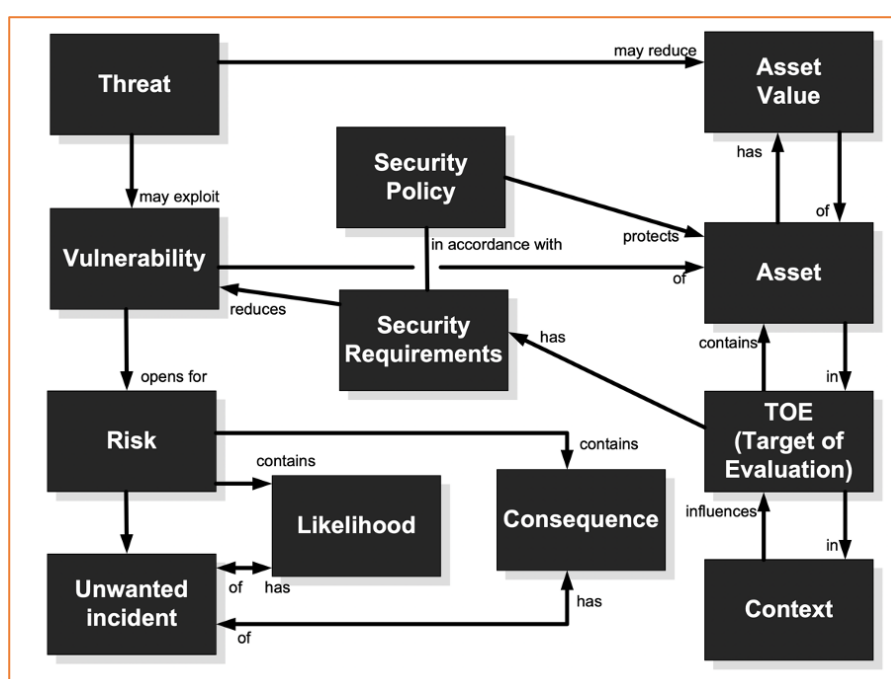 may reduce
Threat
Asset
Value
has
of
Security
Policy
may exploit
in accordance with
protects
Vulnerability
Asset
of
reduces
Security
Requirements
has
contains
in
opens for
TOE
(Target of
Evaluation)
Risk
contains
contains
Likelihood
Consequence
influences
in
of
has
Unwanted
incident
has
of
Context